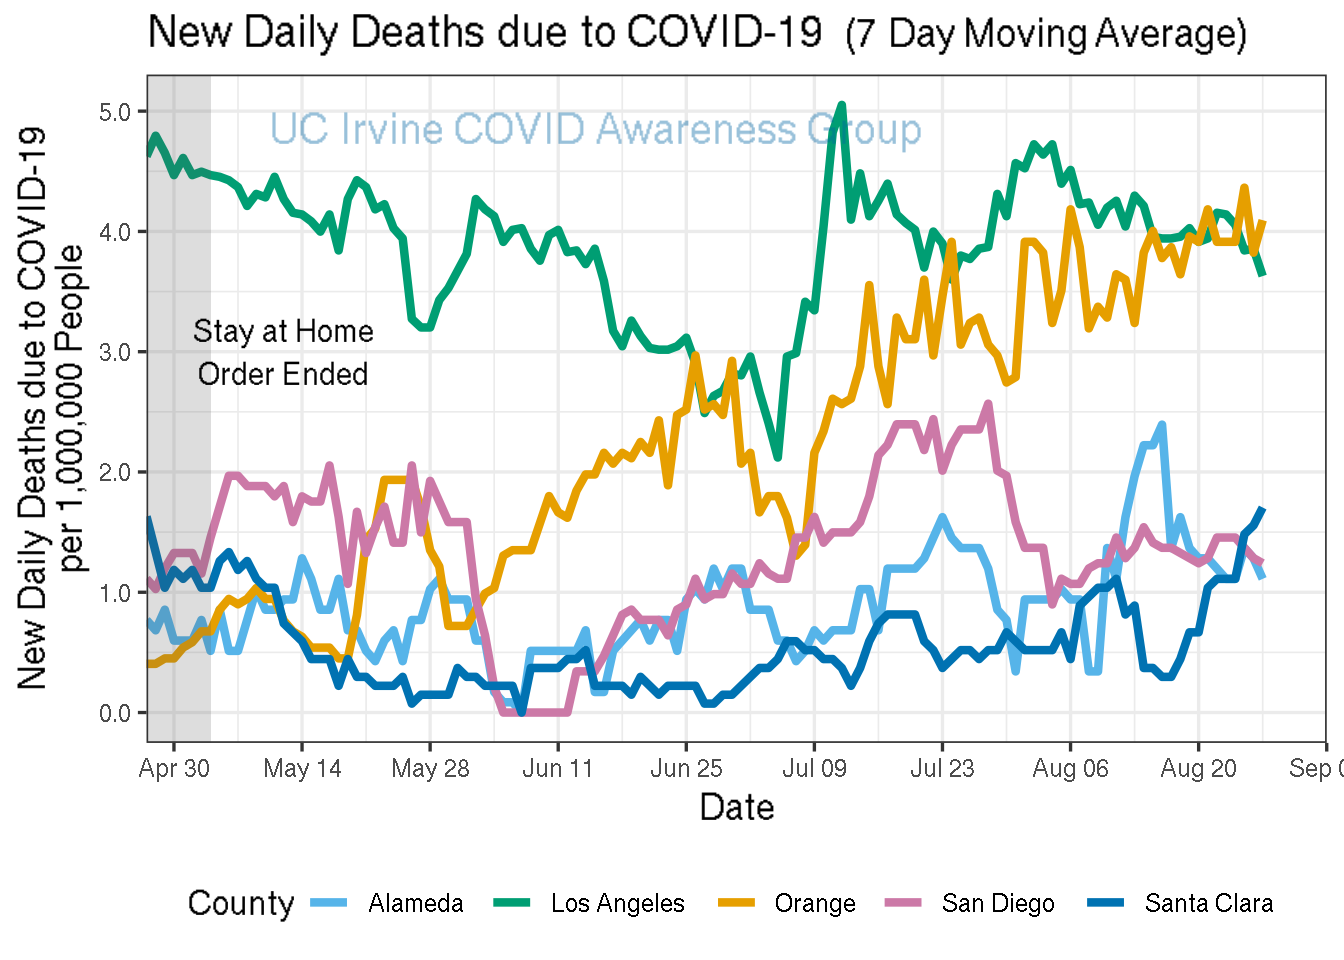 New Daily Deaths due to COVID-19 (7 Day Moving Average)
New Daily Deaths due to COVID-19
per 1,000,000 People
5.0
4.0
3.0
2.0
1.0
0.0
UC Irvine COVID Awareness Group
Stay at Home
Order Ended
Apr 30 May 14 May 28 Jun 11 Jun 25 Jul 09 Jul 23 Aug 06 Aug 20 Sep
Date
County Alameda Los Angeles Orange San Diego Santa Clara